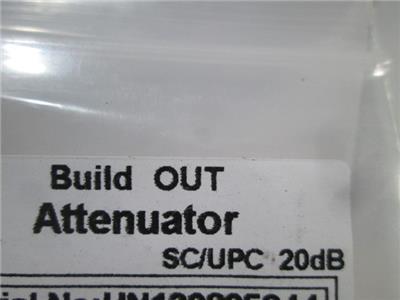 Build OUT
Attenuator
SC/UPC 20dB